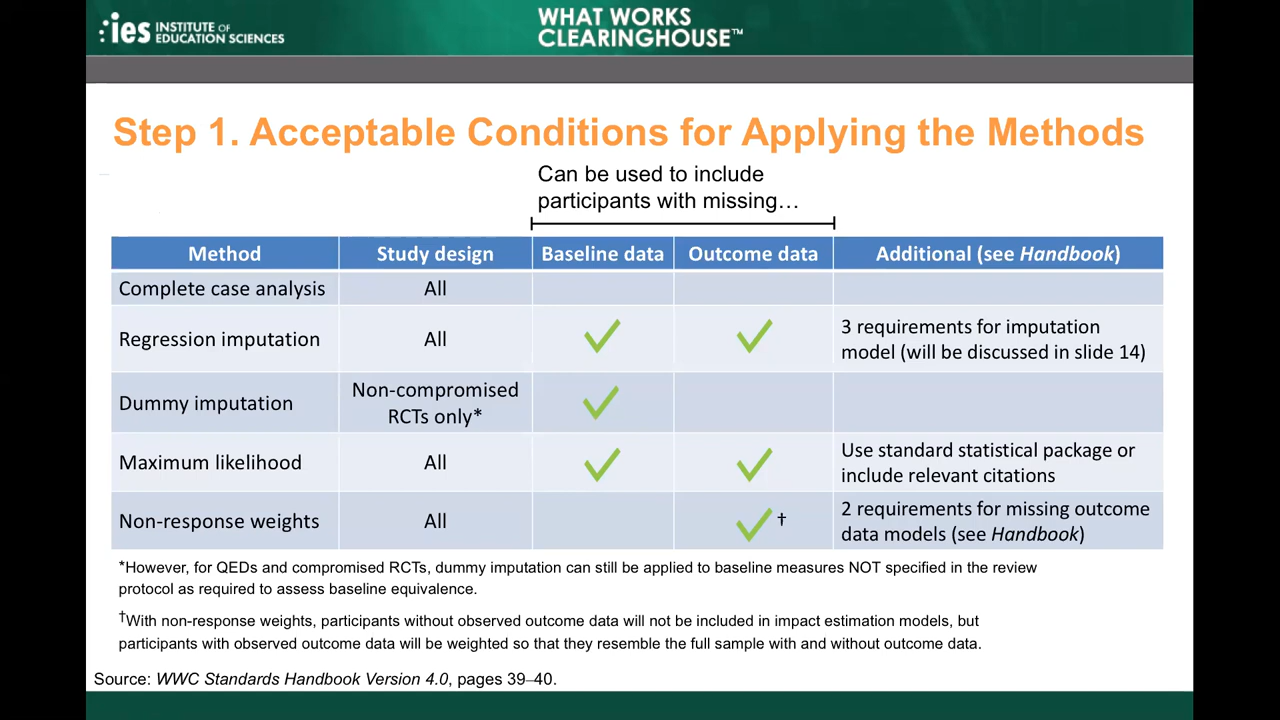 ies INSTITUTE OF
EDUCATION SCIENCES
WHAT WORKS
CLEARINGHOUSE™
Step 1. Acceptable Conditions for Applying the Methods
Can be used to include
participants with missing…
Method Study design Baseline data Outcome data Additional (see Handbook)
Complete case analysis All
Regression imputation All ✓ ✓ 3 requirements for imputation
model (will be discussed in slide 14)
Dummy imputation Non-compromised
RCTs only* ✓
Maximum likelihood All ✓ ✓ Use standard statistical package or
include relevant citations
Non-response weights All ✓† 2 requirements for missing outcome
data models (see Handbook)
*However, for QEDs and compromised RCTs, dummy imputation can still be applied to baseline measures NOT specified in the review
protocol as required to assess baseline equivalence.
†With non-response weights, participants without observed outcome data will not be included in impact estimation models, but
participants with observed outcome data will be weighted so that they resemble the full sample with and without outcome data.
Source: WWC Standards Handbook Version 4.0, pages 39–40.